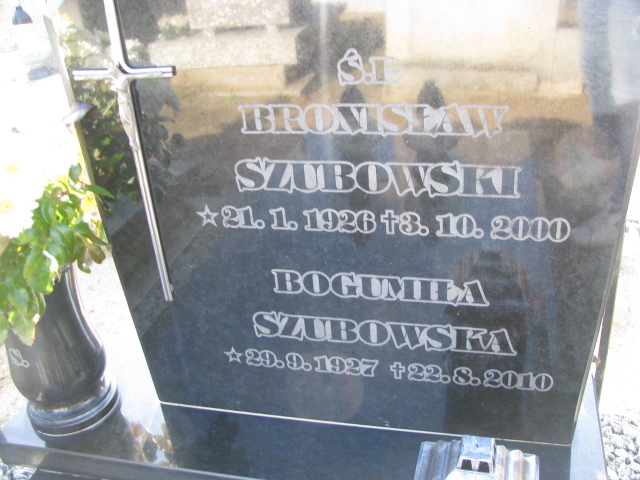 Ś.P.
BRONISŁAW
SZUBOWSKI
☆21. 1. 1926 ✝3. 10. 2000
BOGUMIŁA
SZUBOWSKA
☆29. 9. 1927 ✝22. 8. 2010
S.